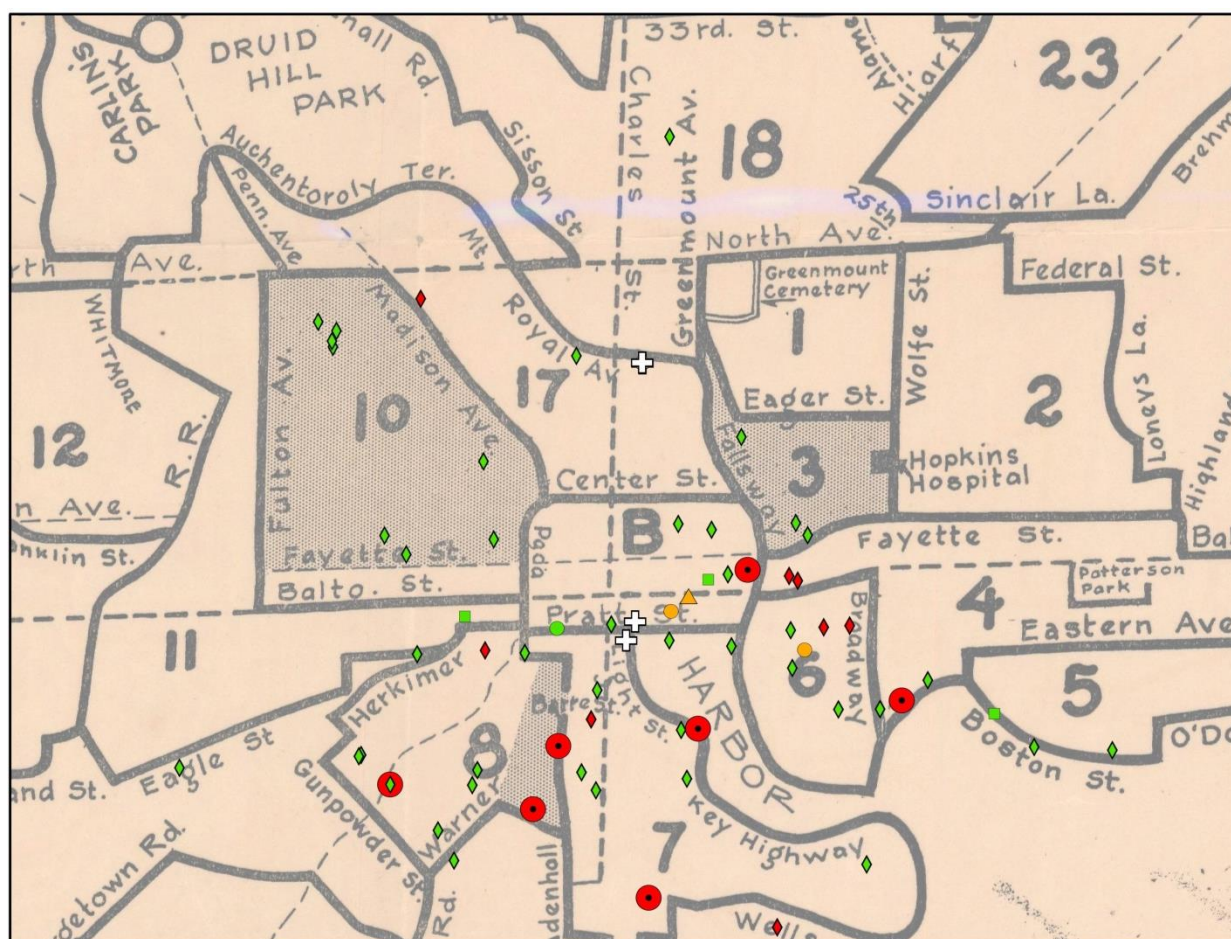 33rd. St.
DRUID
HILL
PARK
CARLIN'S
PARK
Rd.
Charles
St.
Greenmount Av.
18
23
Auchentoroly
Ter.
Sisson St
Penn. Ave
Mt
Royal
Av
25th
Sinclair La.
North Ave.
Ave.
Federal St.
Greenmount
Cemetery
WHITMORE
Madison
Ave.
17
1
Eager St.
Wolfe St.
Loneys La.
Highland
2
12
R.R.
Fulton Av.
10
Fallsway
3
Hopkins
Hospital
Center St.
Ave.
St.
Fayette St.
B
Fayette St.
Balto. St.
Patterson
Park
Paca
Pratt St.
4
Eastern Ave
11
Herkimer
HARBOR
6
Broadway
5
Barre St.
St.
Boston St.
8
Eagle St
St.
Gunpowder St.
Warner
Key Highway
7
Rd.
Rd.
Wells